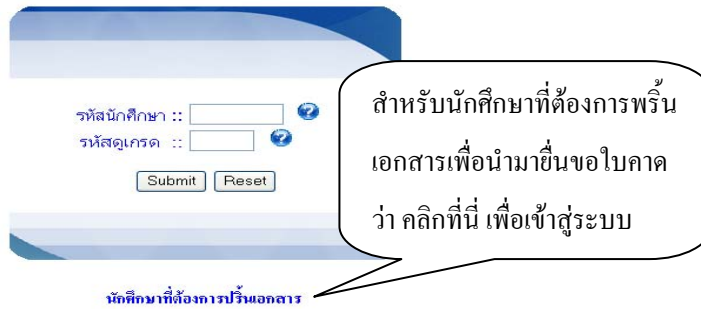 รหัสนักศึกษา ::
รหัสดูเกรด ::
Submit Reset
สำหรับนักศึกษาที่ต้องการพริ้น
เอกสารเพื่อนำมายื่นขอใบคาด
ว่า คลิกที่นี่ เพื่อเข้าสู่ระบบ
นักศึกษาที่ต้องการปริ้นเอกสาร